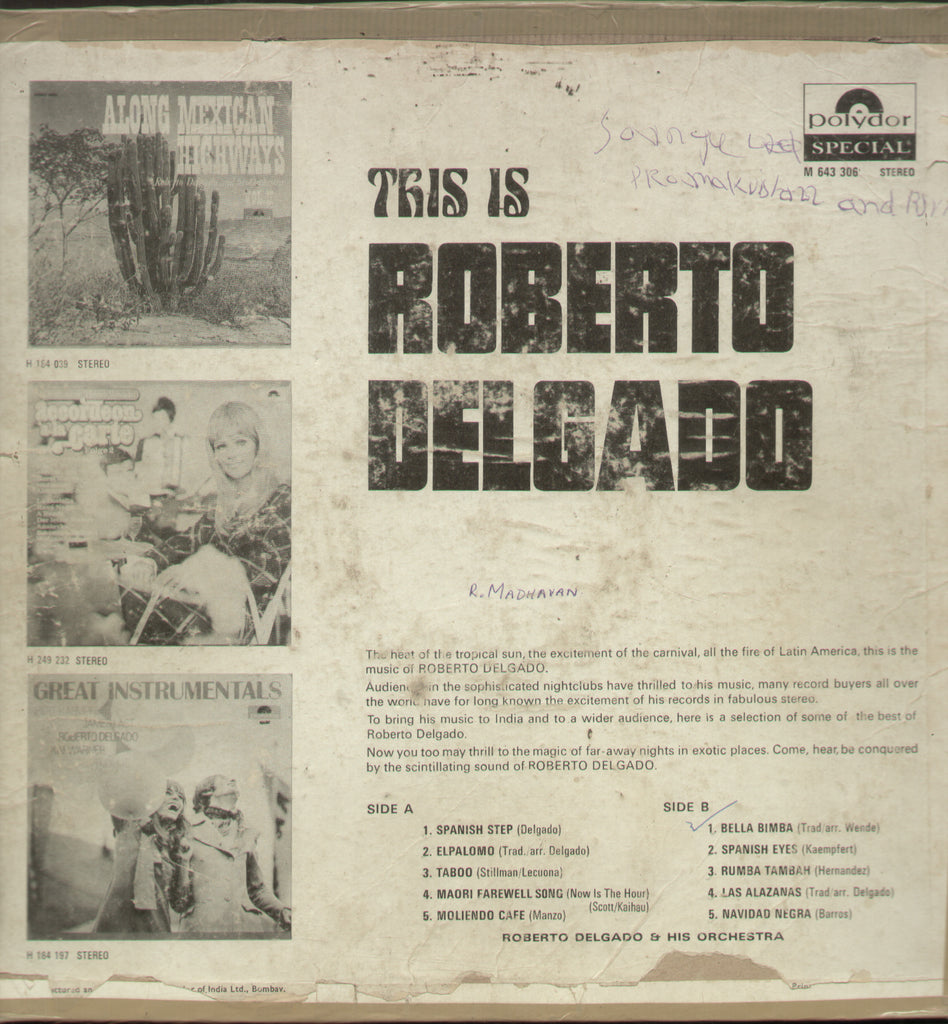 ALONG MEXICAN
HIGHWAYS
H 184 039 STEREO
H 249 232 STEREO
GREAT INSTRUMENTALS
ROBERTO DELGADO
H 184 197 STEREO
polydor
SPECIAL
M 643 306 STEREO
and
THIS IS
ROBERTO
DELGADO
R. MADHAVAN
The heat of the tropical sun, the excitement of the carnival, all the fire of Latin America, this is the
music of ROBERTO DELGADO.
in the sophisticated nightclubs have thrilled to his music, many record buyers all over
the world have for long known the excitement of his records in fabulous stereo.
To bring his music to India and to a wider audience, here is a selection of some of the best of
Roberto Delgado.
Now you too may thrill to the magic of far-away nights in exotic places. Come, hear, be conquered
by the scintillating sound of ROBERTO DELGADO.
SIDE A
1. SPANISH STEP (Delgado)
2. ELPALOMO (Trad./arr. Delgado)
3. TABOO (Stillman/Lecuona)
4. MAORI FAREWELL SONG (Now Is The Hour)
(Scott/Kaihau)
5. MOLIENDO CAFE (Manzo)
SIDE B
1. BELLA BIMBA (Trad/arr. Wende)
2. SPANISH EYES (Kaempfert)
3. RUMBA TAMBAH (Hernandez)
4. LAS ALAZANAS (Trad/arr. Delgado)
5. NAVIDAD NEGRA (Barros)
ROBERTO DELGADO & HIS ORCHESTRA
of India Ltd., Bombay.